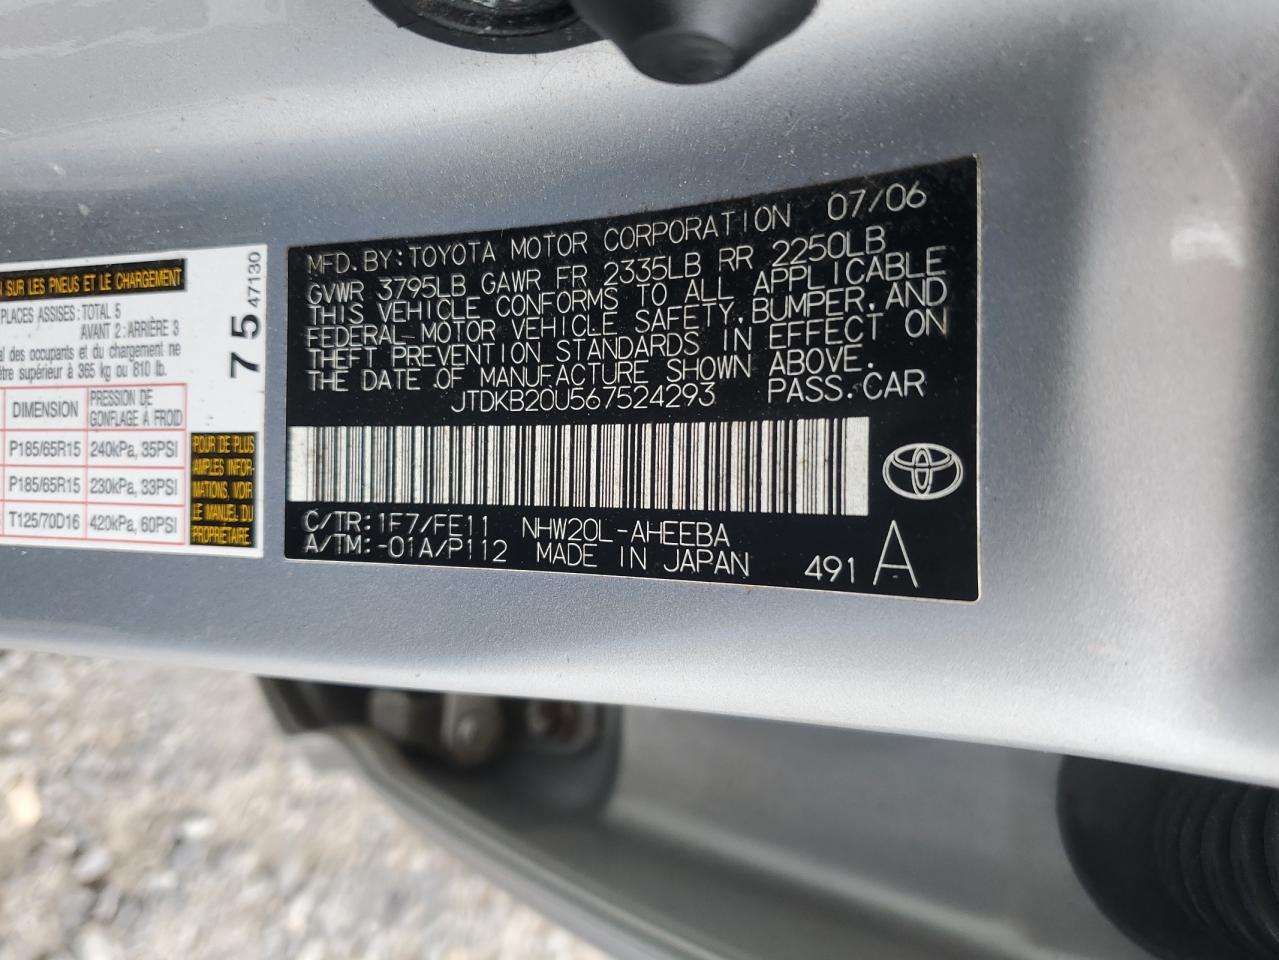 N SUR LES PNEUS ET LE CHARGEMENT
PLACES ASSISES : TOTAL 5
AVANT 2 : ARRIÈRE 3
al des occupants et du chargement ne
être supérieur à 365 kg ou 810 lb.
DIMENSION PRESSION DE GONFLAGE À FROID
P185/65R15 240kPa, 35PSI
P185/65R15 230kPa, 33PSI
T125/70D16 420kPa, 60PSI
75
47130
POUR DE PLUS
AMPLES INFOR-
MATIONS, VOIR
LE MANUEL DU
PROPRIÉTAIRE.
MFD. BY: TOYOTA MOTOR CORPORATION 07/06
GVWR 3795LB GAWR FR 2335LB RR 2250LB
THIS VEHICLE CONFORMS TO ALL APPLICABLE
FEDERAL MOTOR VEHICLE SAFETY, BUMPER, AND
THEFT PREVENTION STANDARDS IN EFFECT ON
THE DATE OF MANUFACTURE SHOWN ABOVE.
JTDKB20U567524293 PASS. CAR
C/TR: 1F7/FE11 NHW20L-AHEEBA
A/TM: -01A/P112 MADE IN JAPAN 491 A